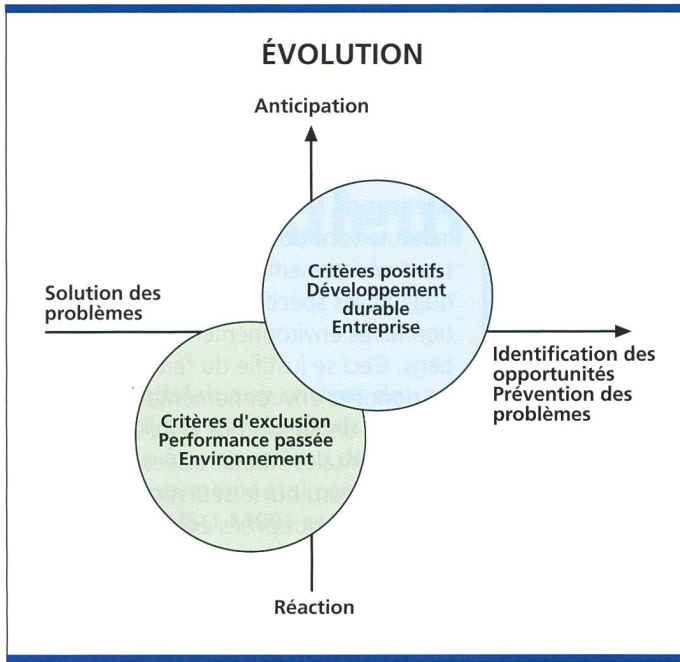 ÉVOLUTION
Anticipation
Critères positifs
Développement
durable
Entreprise
Solution des
problèmes
Identification des
opportunités
Prévention des
problèmes
Critères d'exclusion
Performance passée
Environnement
Réaction